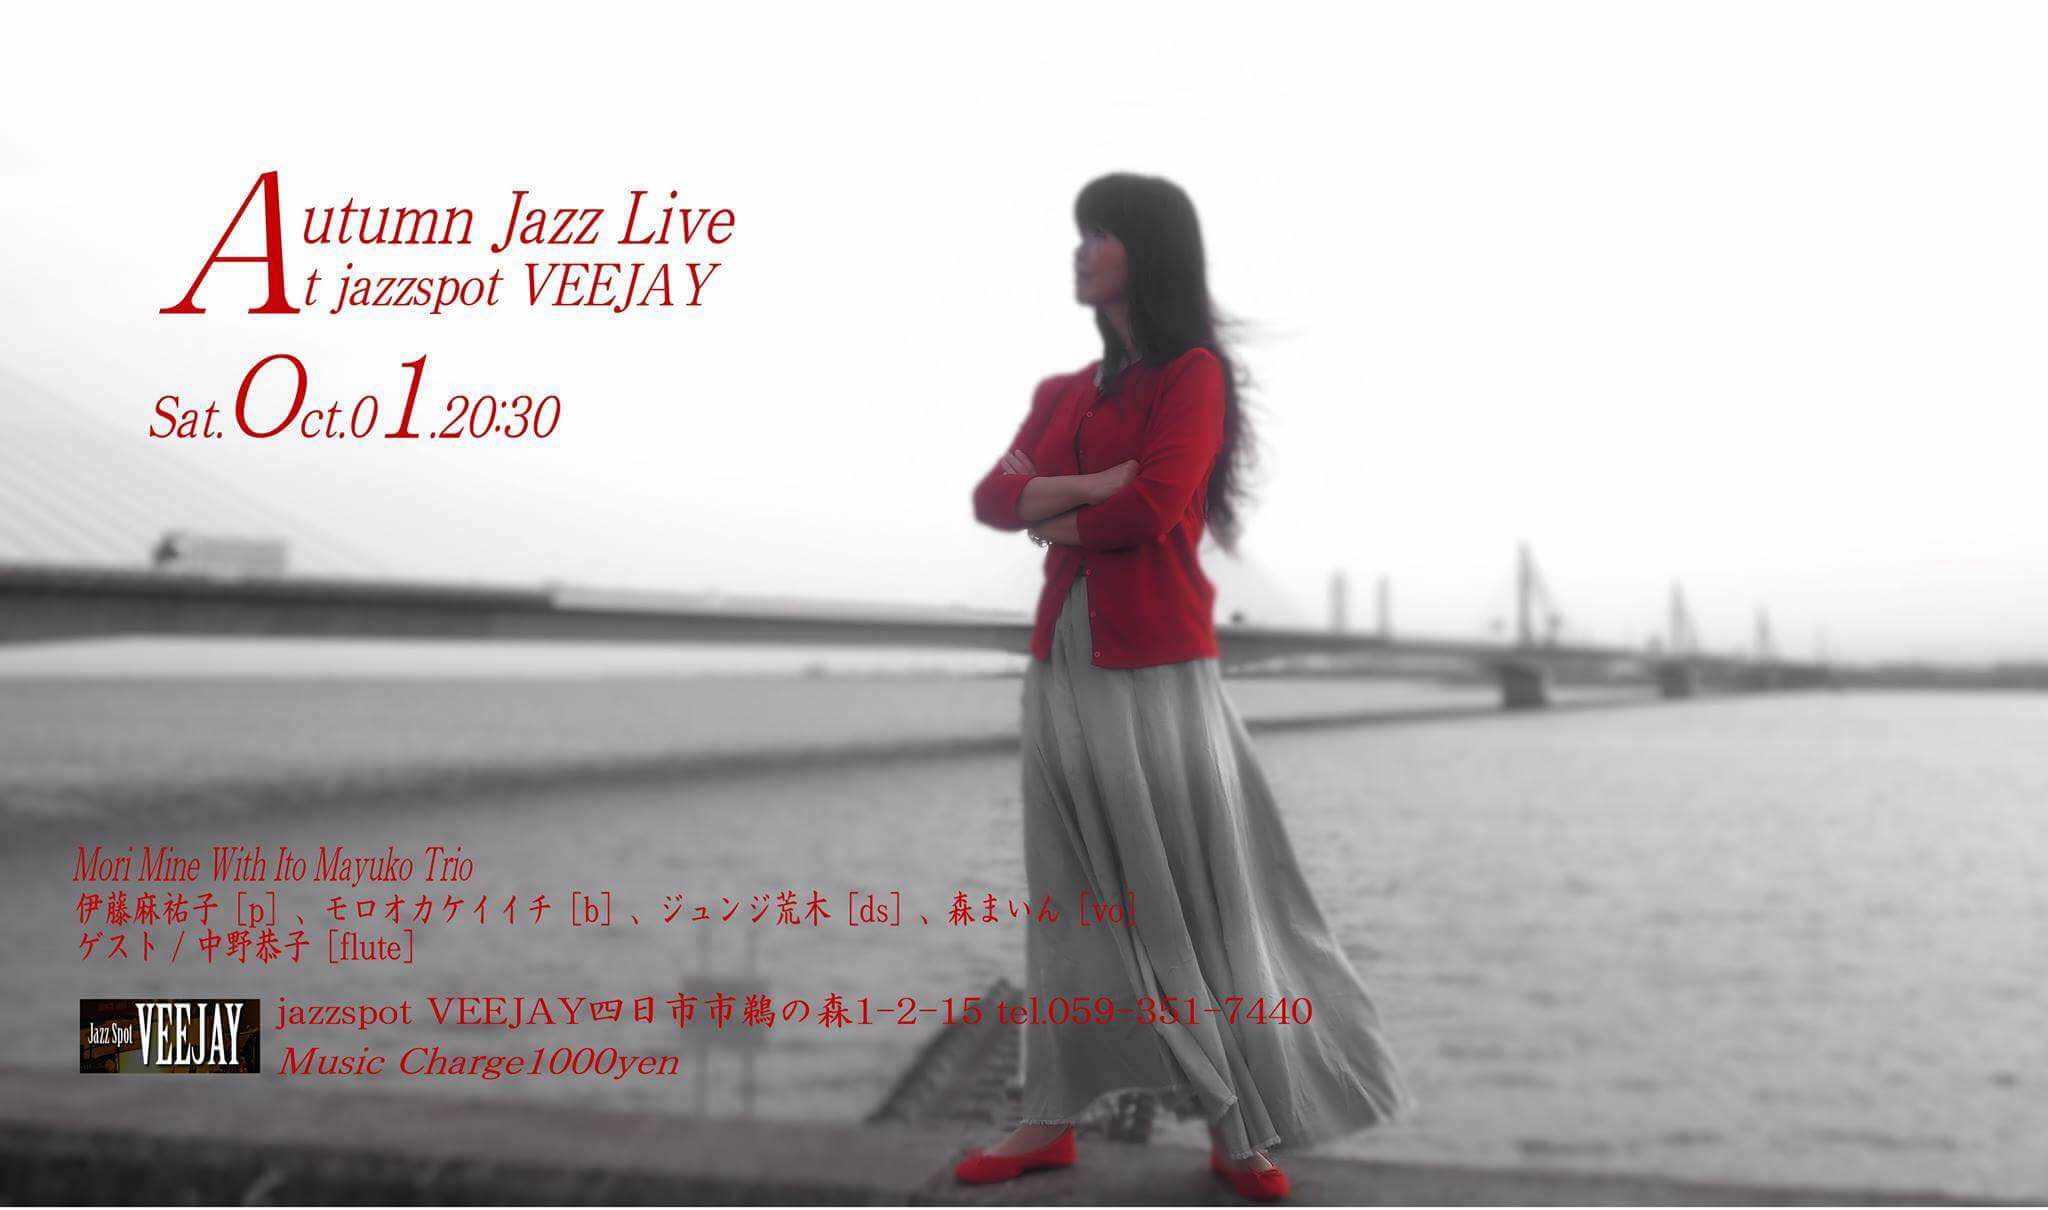 Autumn Jazz Live
At jazzspot VEEJAY
Sat.Oct.01.20:30
Mori Mine With Ito Mayuko Trio
伊藤麻祐子［p］、モロオカケイイチ［b］、ジュンジ荒木［ds］、森まいん［vo］
ゲスト / 中野恭子［flute］
Jazz Spot VEEJAY
jazzspot VEEJAY四日市市鵜の森1-2-15 tel.059-351-7440
Music Charge1000yen